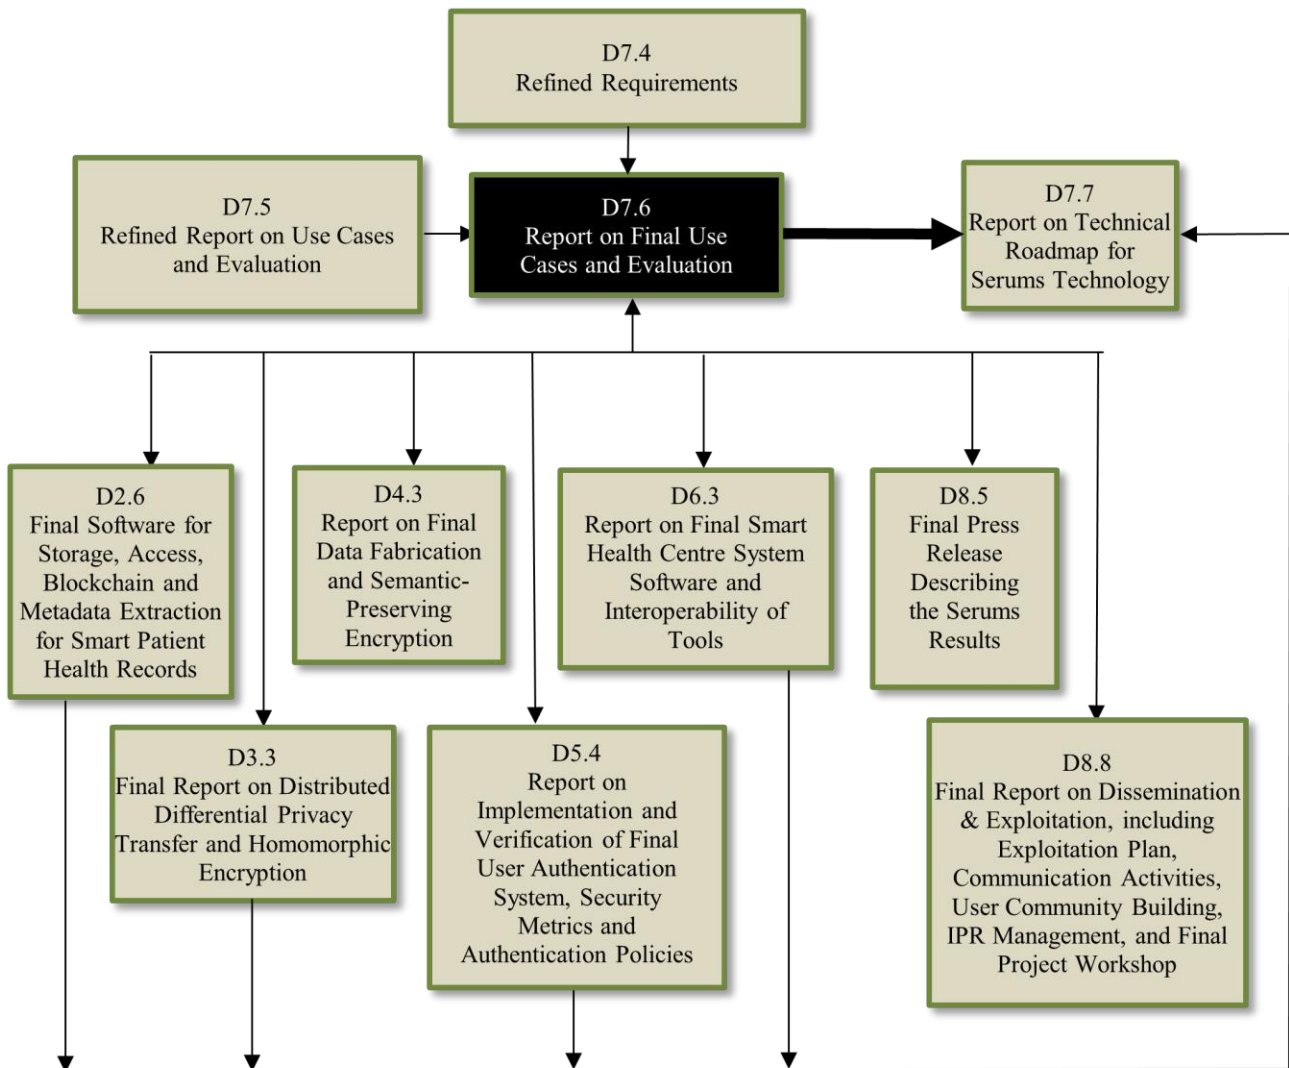 D7.4
Refined Requirements
D7.5
Refined Report on Use Cases
and Evaluation
D7.6
Report on Final Use
Cases and Evaluation
D7.7
Report on Technical
Roadmap for
Serums Technology
D2.6
Final Software for
Storage, Access,
Blockchain and
Metadata Extraction
for Smart Patient
Health Records
D4.3
Report on Final
Data Fabrication
and Semantic-
Preserving
Encryption
D6.3
Report on Final Smart
Health Centre System
Software and
Interoperability of
Tools
D8.5
Final Press
Release
Describing
the Serums
Results
D3.3
Final Report on Distributed
Differential Privacy
Transfer and Homomorphic
Encryption
D5.4
Report on
Implementation and
Verification of Final
User Authentication
System, Security
Metrics and
Authentication Policies
D8.8
Final Report on Dissemination
& Exploitation, including
Exploitation Plan,
Communication Activities,
User Community Building,
IPR Management, and Final
Project Workshop